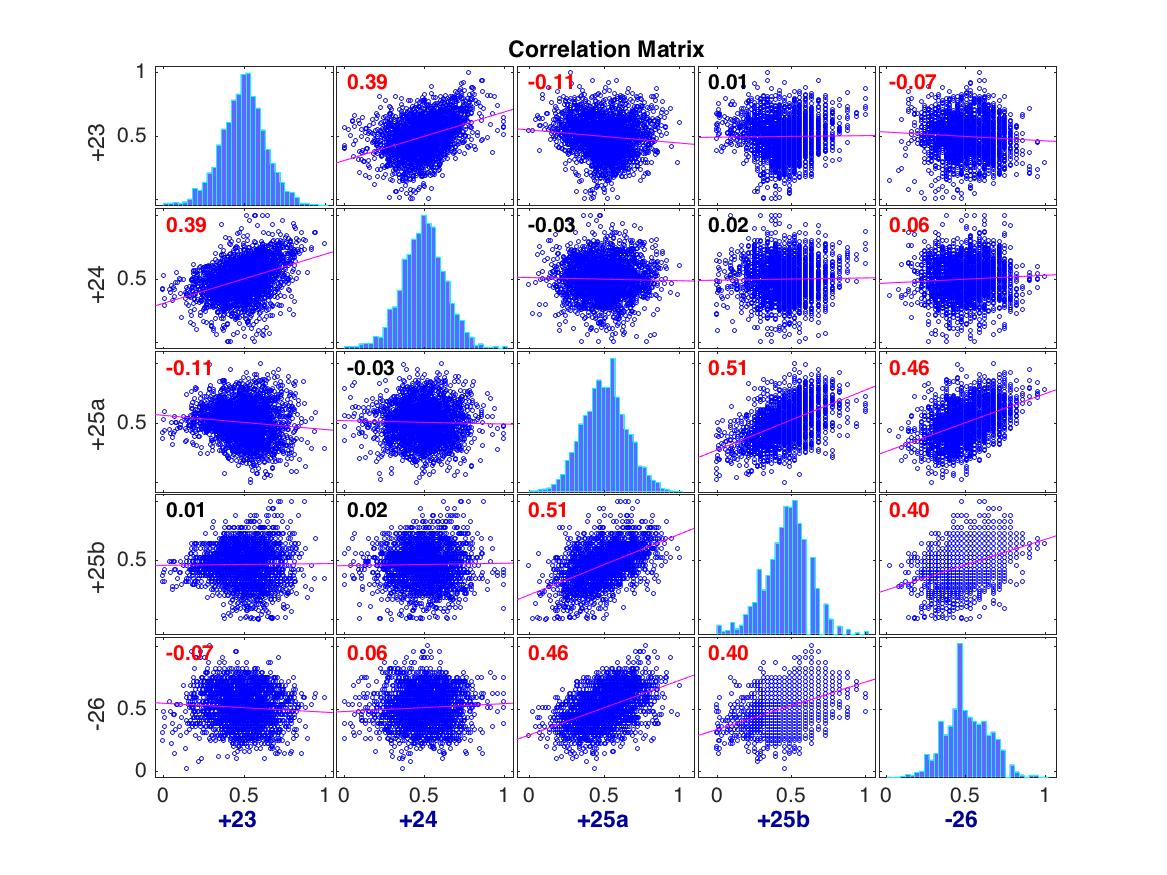 Correlation Matrix
1 0.39 -0.11 0.01 -0.07
+23 0.5
0.39 -0.03 0.02 0.06
+24 0.5
-0.11 -0.03 0.51 0.46
+25a 0.5
0.01 0.02 0.51 0.40
+25b 0.5
-0.07 0.06 0.46 0.40
-26 0.5
0
0 0.5 1 0 0.5 1 0 0.5 1 0 0.5 1 0 0.5 1
+23 +24 +25a +25b -26